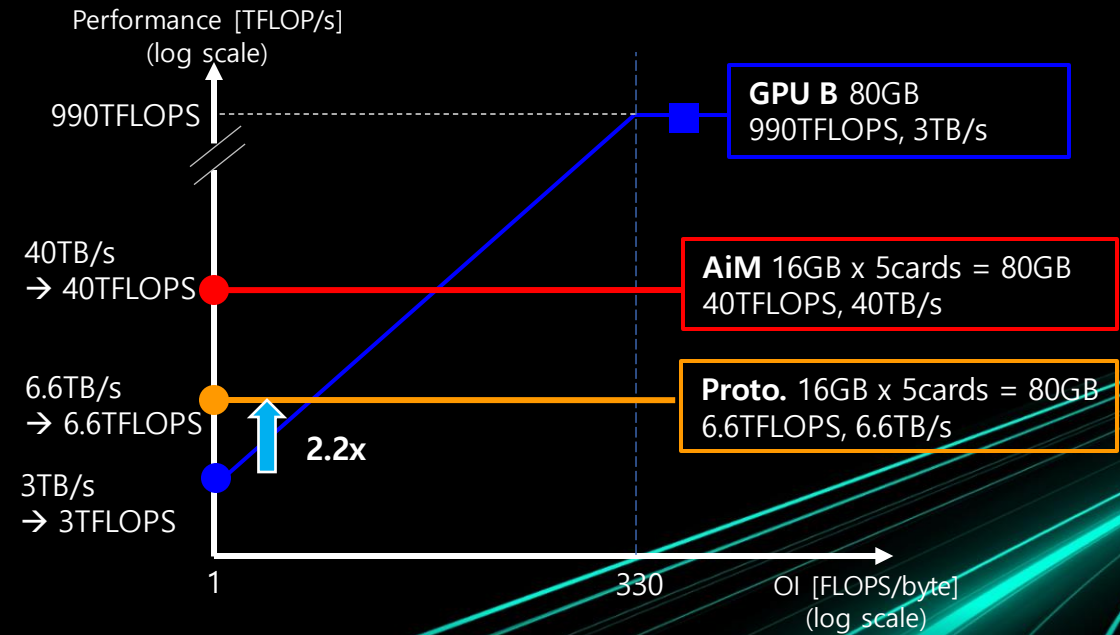 Performance [TFLOP/s]
(log scale)
990TFLOPS
GPU B 80GB
990TFLOPS, 3TB/s
40TB/s
→ 40TFLOPS
AiM 16GB x 5cards = 80GB
40TFLOPS, 40TB/s
6.6TB/s
→ 6.6TFLOPS
Proto. 16GB x 5cards = 80GB
6.6TFLOPS, 6.6TB/s
2.2x
3TB/s
→ 3TFLOPS
1
330
OI [FLOPS/byte]
(log scale)